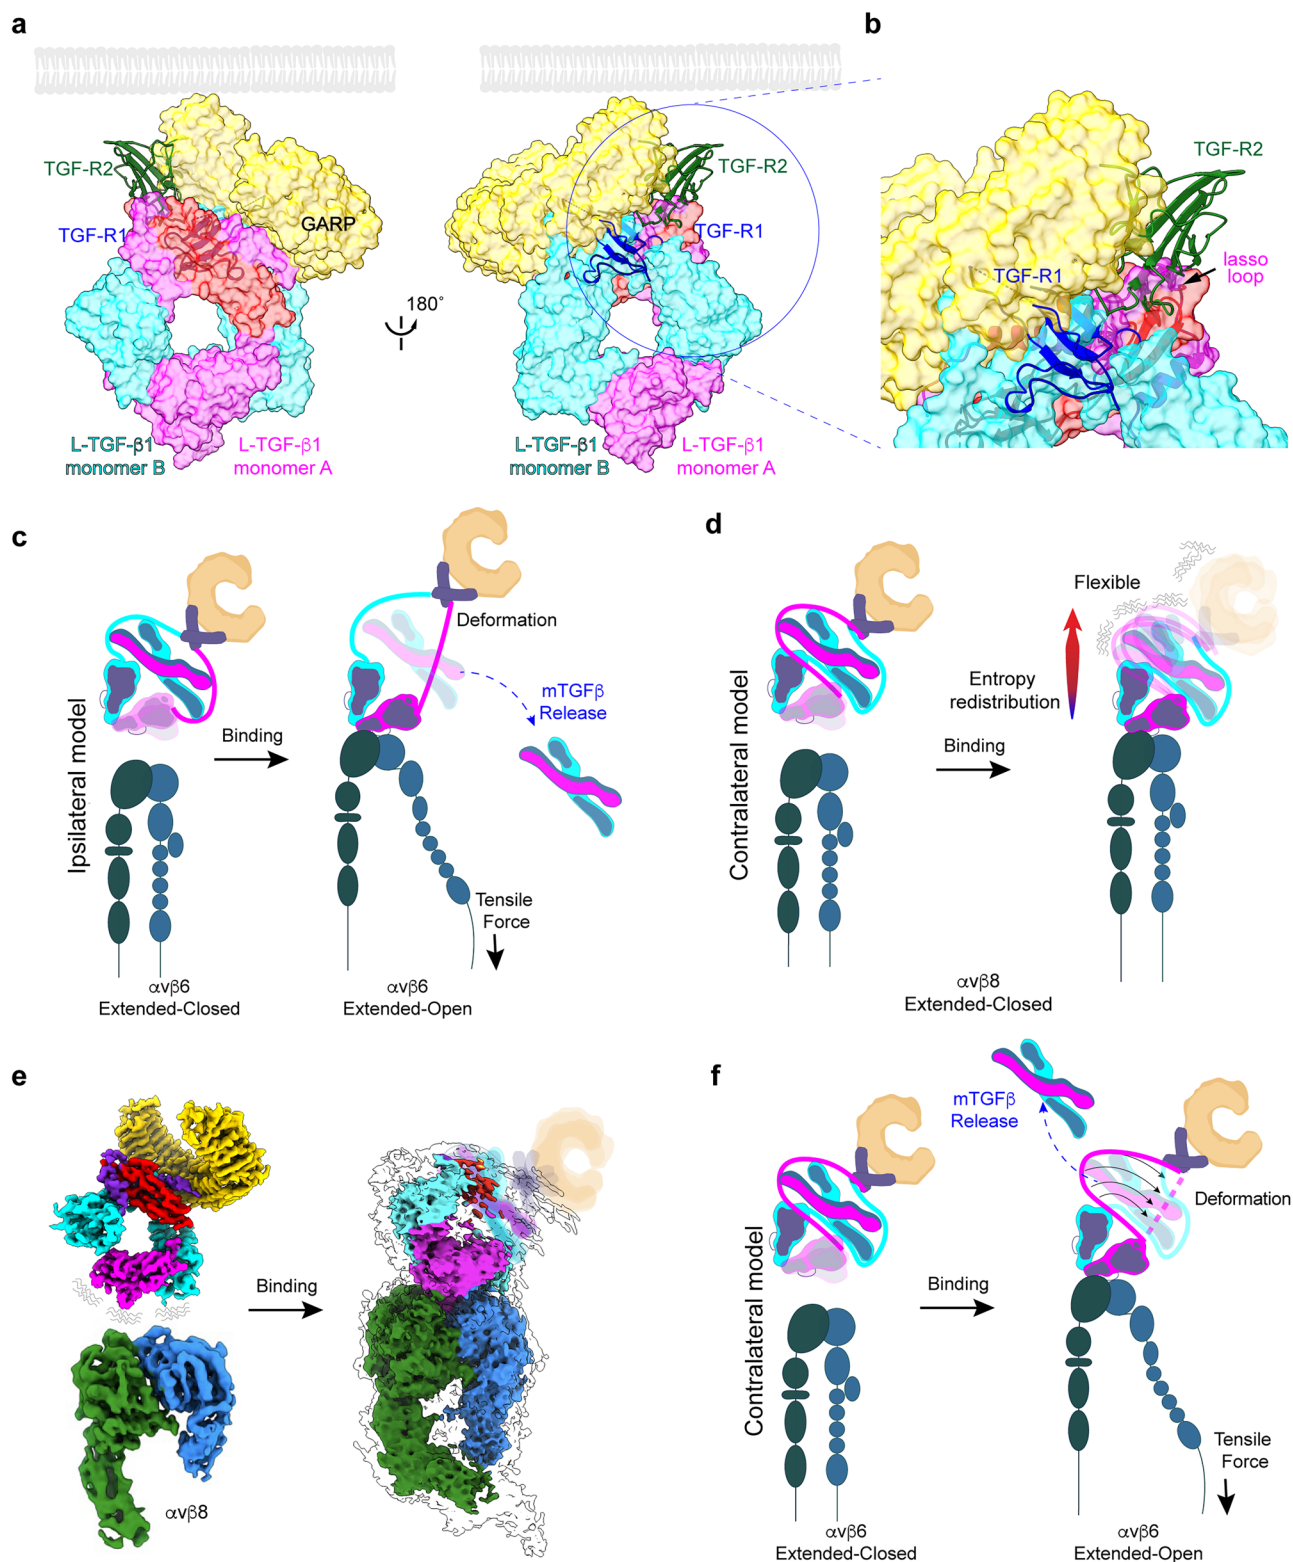 a
TGF-R2
TGF-R1
GARP
L-TGF-β1
monomer B
L-TGF-β1
monomer A
180°
TGF-R2
TGF-R1
L-TGF-β1
monomer B
L-TGF-β1
monomer A
b
TGF-R2
TGF-R1
lasso
loop
c
Ipsilateral model
Binding
Deformation
mTGFβ
Release
Tensile
Force
αvβ6
Extended-Closed
αvβ6
Extended-Open
d
Contralateral model
Binding
Flexible
Entropy
redistribution
αvβ8
Extended-Closed
e
Binding
αvβ8
f
Contralateral model
mTGFβ
Release
Binding
Deformation
Tensile
Force
αvβ6
Extended-Closed
αvβ6
Extended-Open